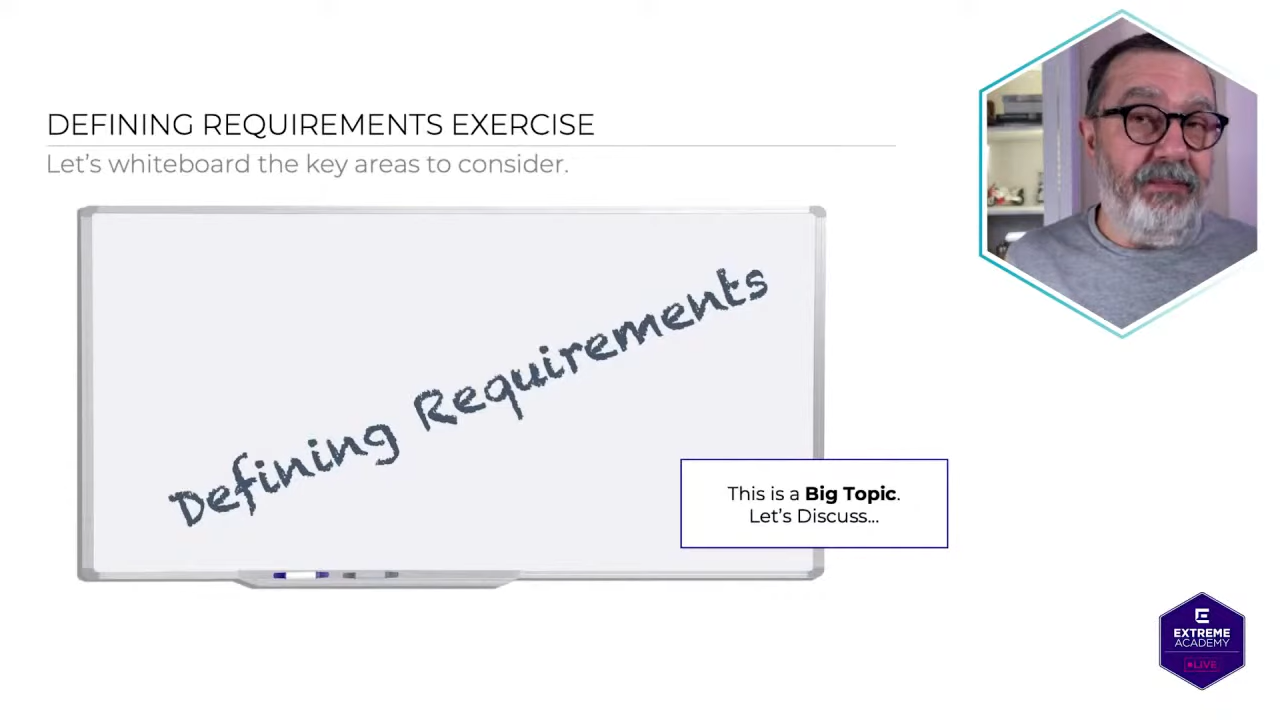 DEFINING REQUIREMENTS EXERCISE
Let's whiteboard the key areas to consider.
Defining Requirements
This is a Big Topic.
Let's Discuss...
E
EXTREME
ACADEMY
LIVE